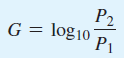 G = log₁₀ P₂/P₁